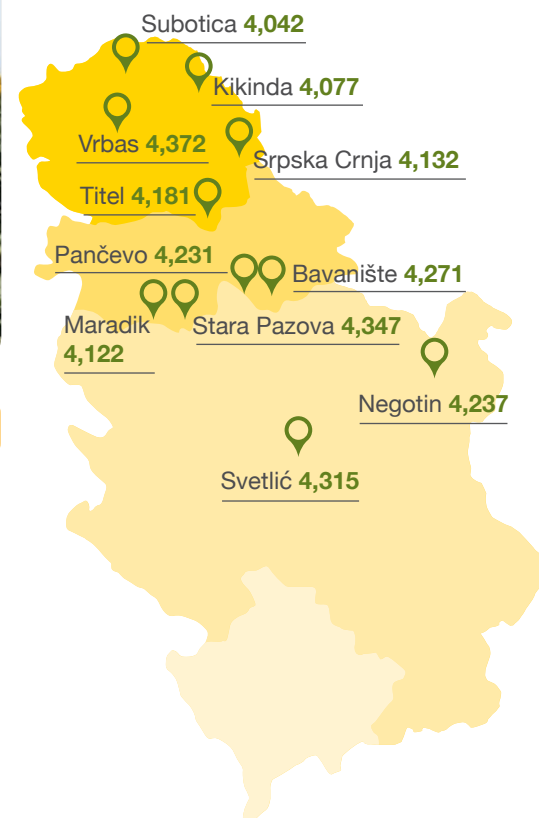 Subotica 4,042
Kikinda 4,077
Vrbas 4,372
Srpska Crnja 4,132
Titel 4,181
Pančevo 4,231
Bavanište 4,271
Maradik
4,122
Stara Pazova 4,347
Negotin 4,237
Svetlić 4,315